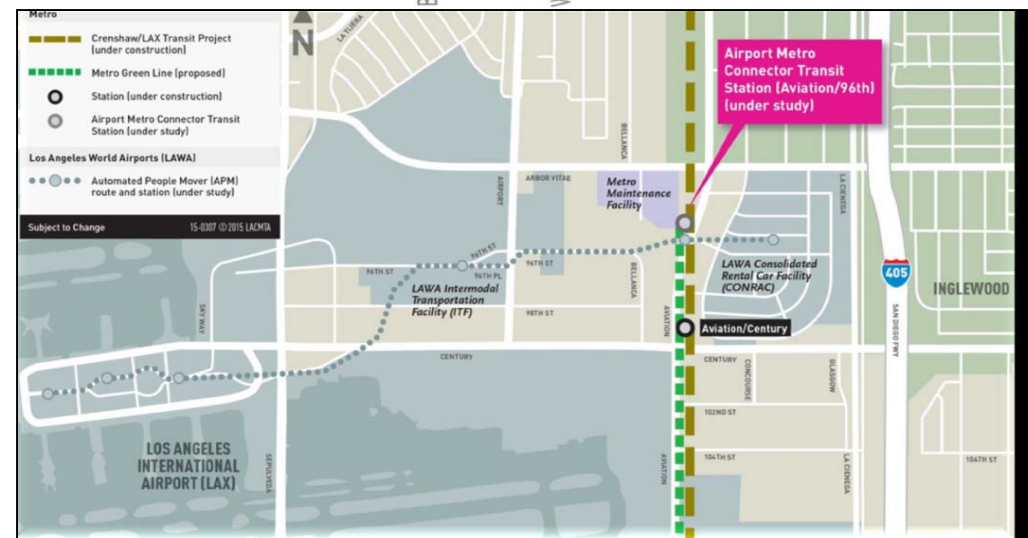 Metro
Crenshaw/LAX Transit Project
(under construction)
Metro Green Line (proposed)
Station (under construction)
Airport Metro Connector Transit
Station (under study)
Los Angeles World Airports (LAWA)
Automated People Mover (APM)
route and station (under study)
Subject to Change
15-0307 ©2015 LACMTA
N
LA TIJERA
Airport Metro
Connector Transit
Station (Aviation/96th)
(under study)
BELLANCA
ARBOR VITAE
AIRPORT
Metro
Maintenance
Facility
LA CIENEGA
96TH ST
96TH ST
96TH PL
96TH ST
LAWA Intermodal
Transportation
Facility (ITF)
BELLANCA
LAWA Consolidated
Rental Car Facility
(CONRAC)
405
INGLEWOOD
SKY WAY
98TH ST
AVIATION
Aviation/Century
SAN DIEGO FWY
CENTURY
CENTURY
CONCOURSE
GLASGOW
102ND ST
LOS ANGELES
INTERNATIONAL
AIRPORT (LAX)
SEPULVEDA
AVIATION
104TH ST
LA CIENEGA
104TH ST